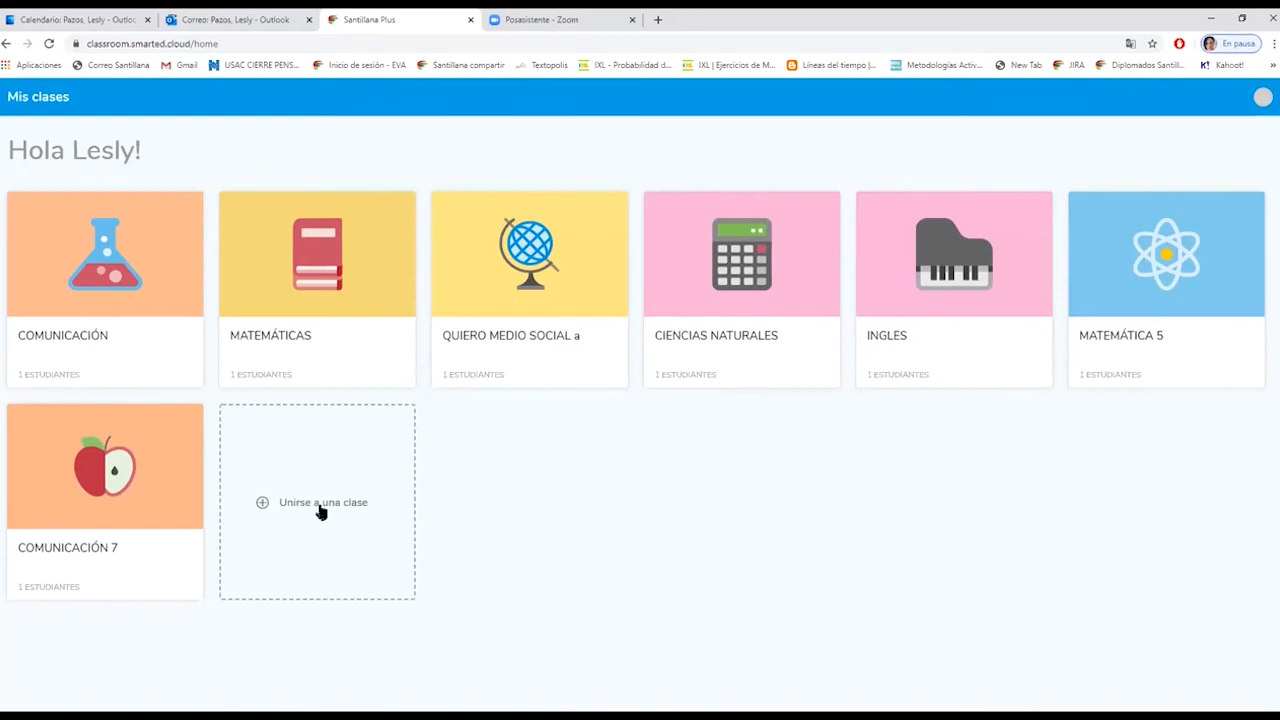 Calendario: Pazos, Lesly - Outloc
Correo: Pazos, Lesly - Outlook
Santillana Plus
Posasistente - Zoom
classroom.smarted.cloud/home
En pausa
Aplicaciones
Correo Santillana
Gmail
USAC CIERRE PENS...
Inicio de sesión - EVA
Santillana compartir
Textopolis
IXL - Probabilidad d...
IXL | Ejercicios de M...
Líneas del tiempo |...
Metodologías Activ...
New Tab
JIRA
Diplomados Santill...
Kahoot!
Mis clases
Hola Lesly!
COMUNICACIÓN
1 ESTUDIANTES
MATEMÁTICAS
1 ESTUDIANTES
QUIERO MEDIO SOCIAL a
1 ESTUDIANTES
CIENCIAS NATURALES
1 ESTUDIANTES
INGLES
1 ESTUDIANTES
MATEMÁTICA 5
1 ESTUDIANTES
COMUNICACIÓN 7
1 ESTUDIANTES
Unirse a una clase